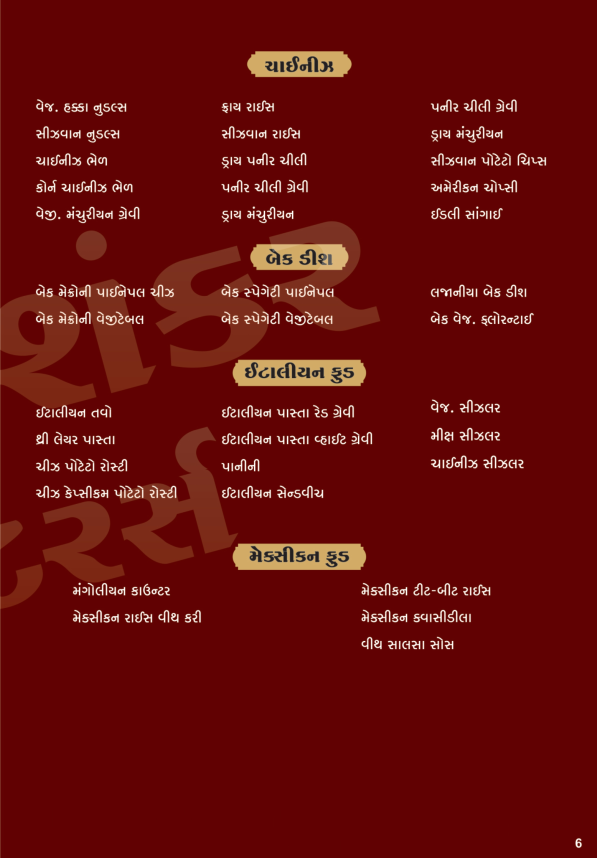 ચાઈનીઝ
વેજ. હક્કા નુડલ્સ
સીઝવાન નુડલ્સ
ચાઈનીઝ ભેળ
કોર્ન ચાઈનીઝ ભેળ
વેજી. મંચુરીયન ગ્રેવી
ફ્રાય રાઈસ
સીઝવાન રાઈસ
ડ્રાય પનીર ચીલી
પનીર ચીલી ગ્રેવી
ડ્રાય મંચુરીયન
પનીર ચીલી ગ્રેવી
ડ્રાય મંચુરીયન
સીઝવાન પોટેટો ચિપ્સ
અમેરીકન ચોપ્સી
ઈડલી સાંગાઈ
બેક ડીશ
બેક મેક્રોની પાઈનેપલ ચીઝ
બેક મેક્રોની વેજીટેબલ
બેક સ્પેગેટી પાઈનેપલ
બેક સ્પેગેટી વેજીટેબલ
લજાનીયા બેક ડીશ
બેક વેજ. ફ્લોરન્ટાઈ
ઈટાલીયન ફુડ
ઈટાલીયન તવો
થ્રી લેયર પાસ્તા
ચીઝ પોટેટો રોસ્ટી
ચીઝ કેપ્સીકમ પોટેટો રોસ્ટી
ઈટાલીયન પાસ્તા રેડ ગ્રેવી
ઈટાલીયન પાસ્તા વ્હાઈટ ગ્રેવી
પાનીની
ઈટાલીયન સેન્ડવીચ
વેજ. સીઝલર
મીક્ષ સીઝલર
ચાઈનીઝ સીઝલર
મેક્સીકન ફુડ
મંગોલીયન કાઉન્ટર
મેક્સીકન રાઈસ વીથ કરી
મેક્સીકન ટીટ-બીટ રાઈસ
મેક્સીકન ક્વાસીડીલા
વીથ સાલસા સોસ
શંકર
6